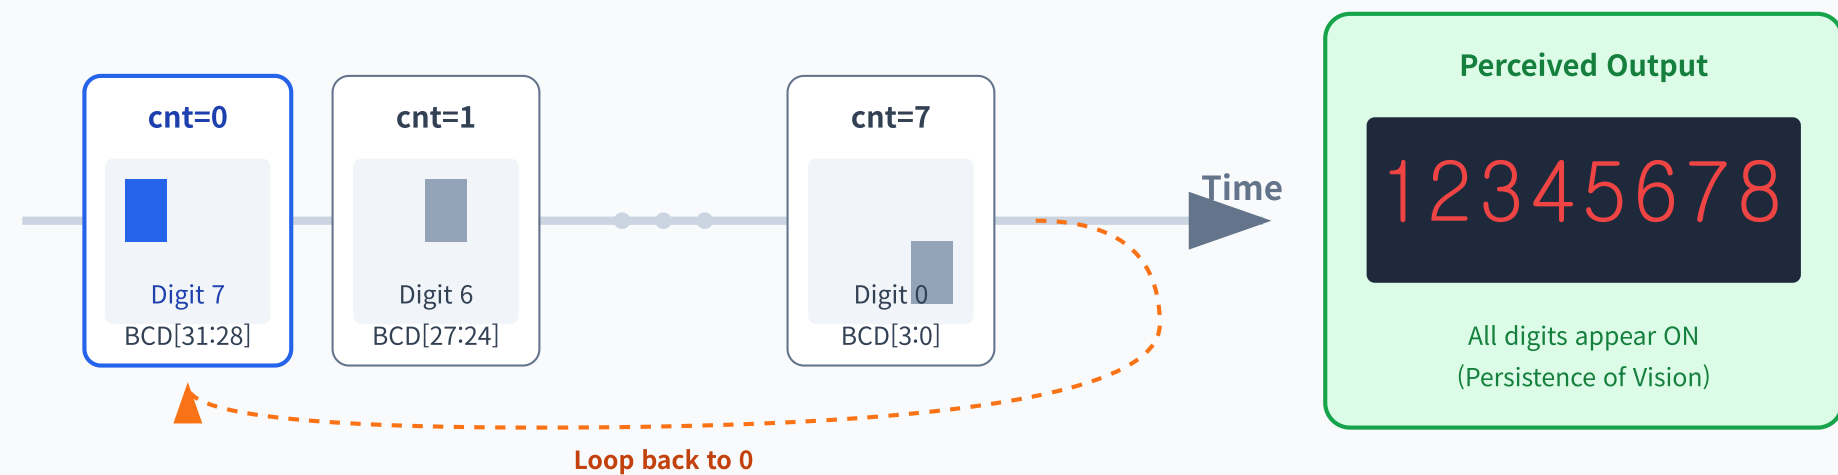 cnt=0
Digit 7
BCD[31:28]
cnt=1
Digit 6
BCD[27:24]
cnt=7
Digit 0
BCD[3:0]
Time
Loop back to 0
Perceived Output
12345678
All digits appear ON
(Persistence of Vision)